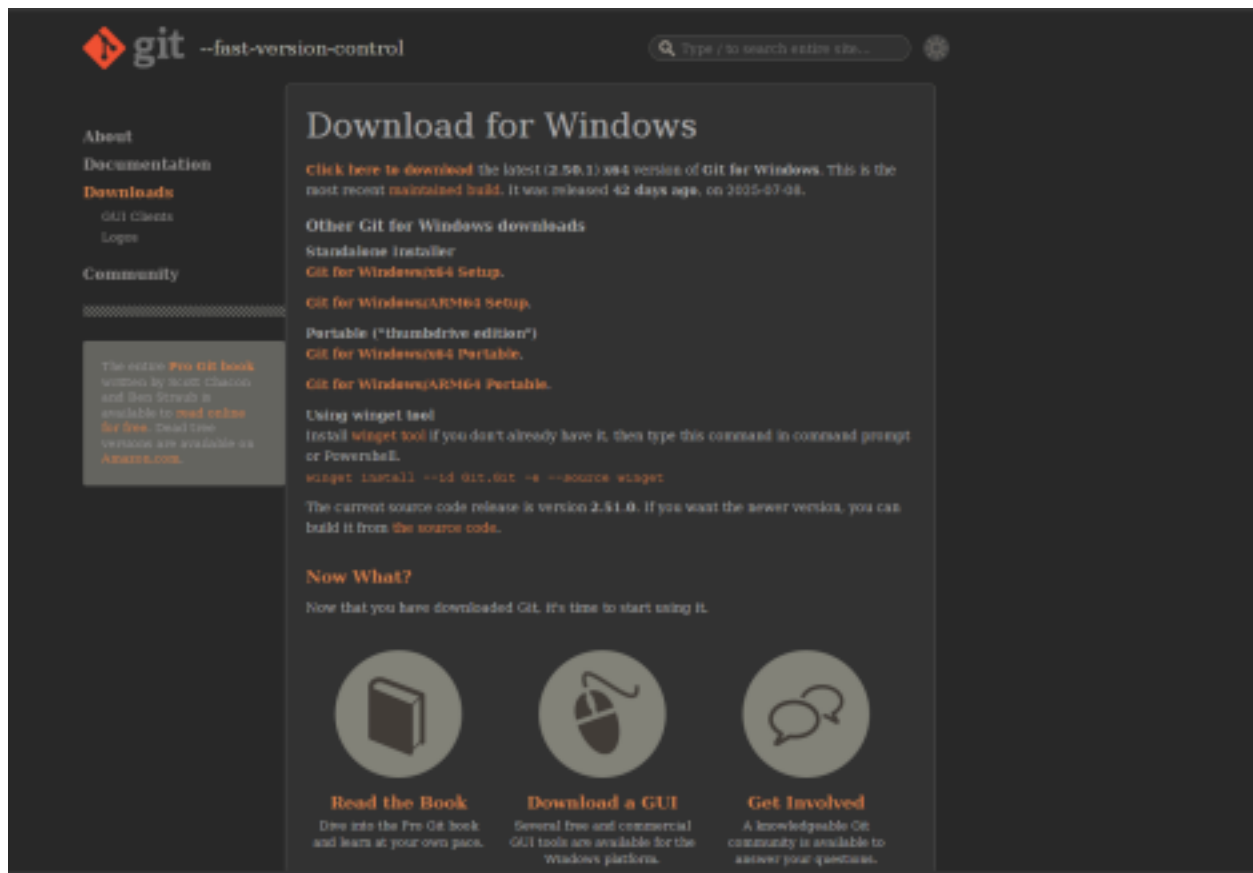 git --fast-version-control
Type / to search entire site...
About
Documentation
Downloads
GUI Clients
Logos
Community
The entire Pro Git book
written by Scott Chacon
and Ben Straub is
available to read online
for free. Dead tree
versions are available on
Amazon.com.
Download for Windows
Click here to download the latest (2.50.1) x64 version of Git for Windows. This is the
most recent maintained build. It was released 42 days ago, on 2025-07-08.
Other Git for Windows downloads
Standalone Installer
Git for Windows/x64 Setup.
Git for Windows/ARM64 Setup.
Portable ("thumbdrive edition")
Git for Windows/x64 Portable.
Git for Windows/ARM64 Portable.
Using winget tool
Install winget tool if you don't already have it, then type this command in command prompt
or Powershell.
winget install --id Git.Git -e --source winget
The current source code release is version 2.51.0. If you want the newer version, you can
build it from the source code.
Now What?
Now that you have downloaded Git, it's time to start using it.
Read the Book
Dive into the Pro Git book
and learn at your own pace.
Download a GUI
Several free and commercial
GUI tools are available for the
Windows platform.
Get Involved
A knowledgeable Git
community is available to
answer your questions.